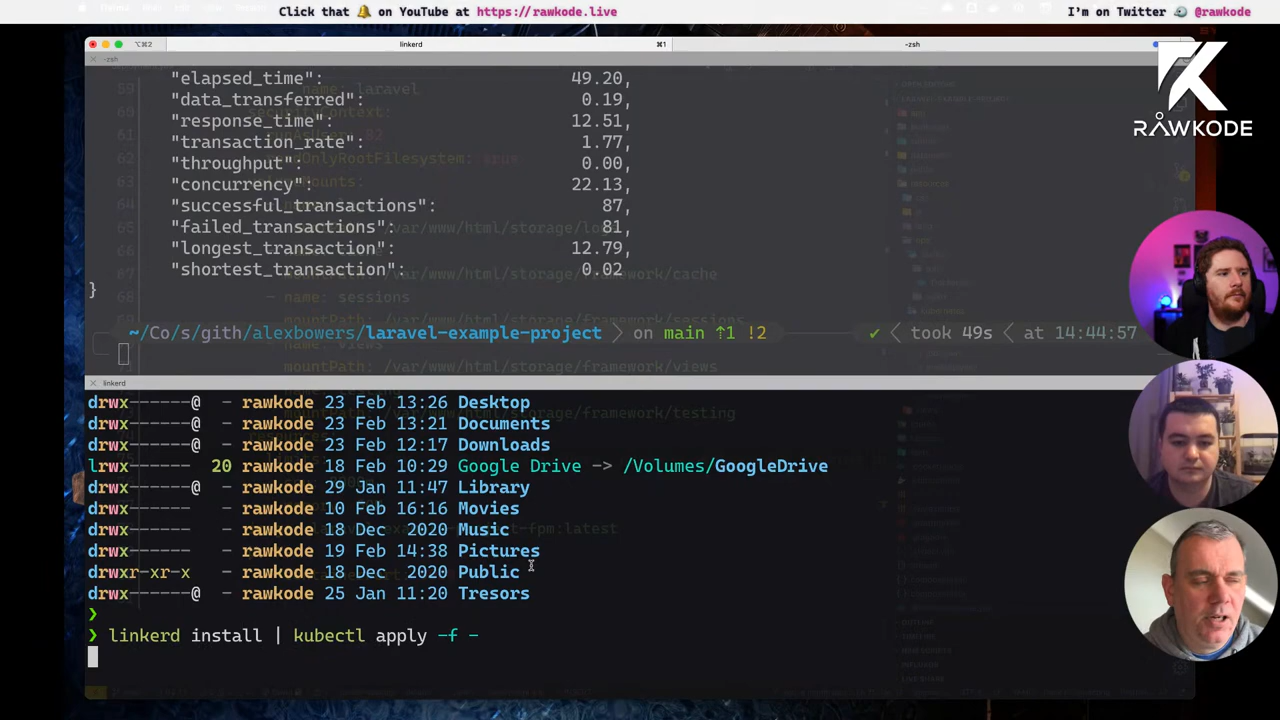 Click that 🔔 on YouTube at https://rawkode.live
I'm on Twitter @rawkode
RAWKODE
⌥⌘2
linkerd
⌘1
-zsh
-zsh
"elapsed_time": 49.20,
"data_transferred": 0.19,
"response_time": 12.51,
"transaction_rate": 1.77,
"throughput": 0.00,
"concurrency": 22.13,
"successful_transactions": 87,
"failed_transactions": 81,
"longest_transaction": 12.79,
"shortest_transaction": 0.02
}
~/Co/s/gith/alexbowers/laravel-example-project > on main ⇡1 !2 ✔ < took 49s < at 14:44:57
linkerd
drwx------@ - rawkode 23 Feb 13:26 Desktop
drwx------@ - rawkode 23 Feb 13:21 Documents
drwx------@ - rawkode 23 Feb 12:17 Downloads
lrwx------ 20 rawkode 18 Feb 10:29 Google Drive -> /Volumes/GoogleDrive
drwx------@ - rawkode 29 Jan 11:47 Library
drwx------ - rawkode 10 Feb 16:16 Movies
drwx------ - rawkode 18 Dec 2020 Music
drwx------ - rawkode 19 Feb 14:38 Pictures
drwxr-xr-x - rawkode 18 Dec 2020 Public
drwx------@ - rawkode 25 Jan 11:20 Tresors
❯
❯ linkerd install | kubectl apply -f -